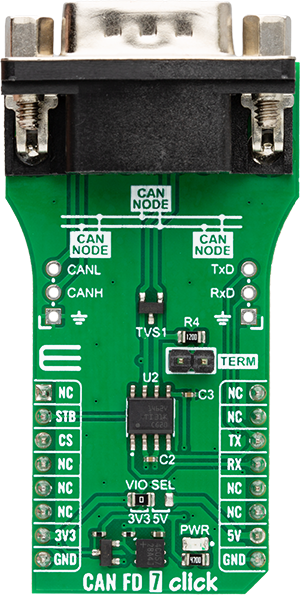 CAN
NODE
CAN
NODE
CAN
NODE
CANL
TxD
CANH
RxD
TVS1
R4
1200
TERM
U2
C3
NC
NC
STB
NC
CS
TX
NC
RX
C2
NC
NC
VIO SEL
NC
NC
3V3 5V
3V3
5V
PWR
GND
GND
4700
CAN FD 7 click